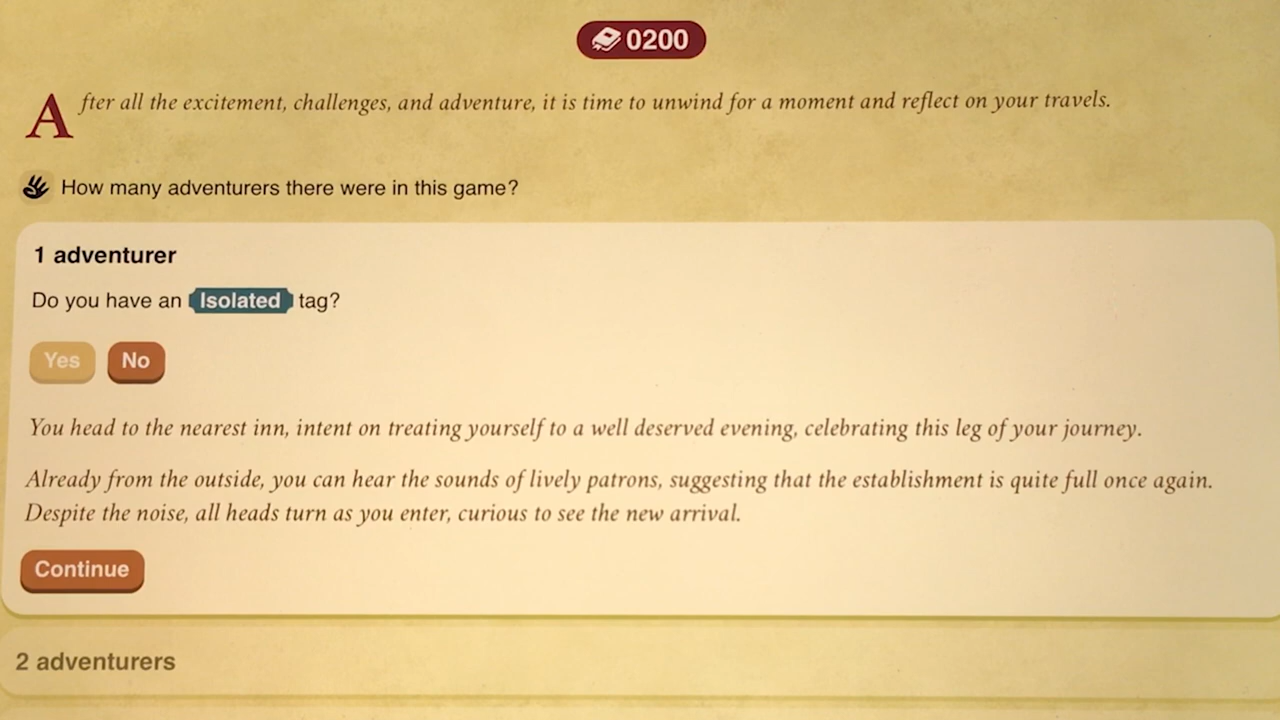 0200
After all the excitement, challenges, and adventure, it is time to unwind for a moment and reflect on your travels.
How many adventurers there were in this game?
1 adventurer
Do you have an Isolated tag?
Yes No
You head to the nearest inn, intent on treating yourself to a well deserved evening, celebrating this leg of your journey.
Already from the outside, you can hear the sounds of lively patrons, suggesting that the establishment is quite full once again.
Despite the noise, all heads turn as you enter, curious to see the new arrival.
Continue
2 adventurers